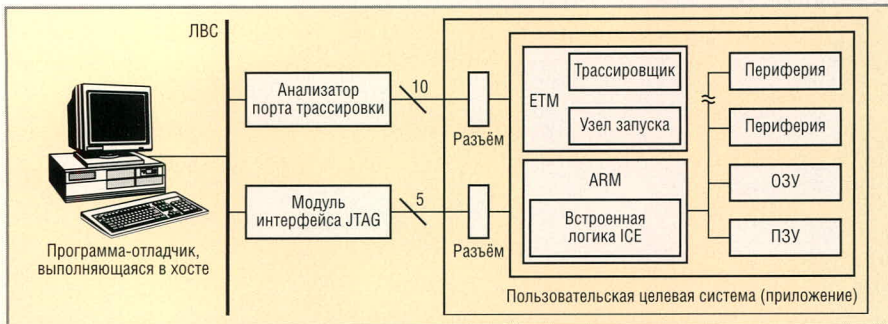 ЛВС
Анализатор
порта трассировки
10
Разъём
ETM
Трассировщик
Узел запуска
Периферия
Периферия
Программа-отладчик,
выполняющаяся в хосте
Модуль
интерфейса JTAG
5
Разъём
ARM
Встроенная
логика ICE
ОЗУ
ПЗУ
Пользовательская целевая система (приложение)